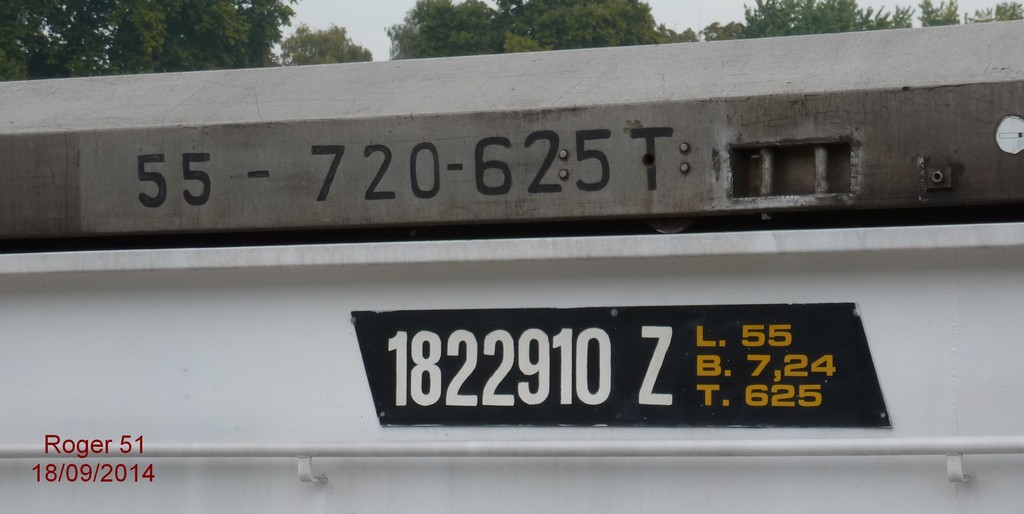 55 - 720-625T
1822910 Z
L. 55
B. 7,24
T. 625
Roger 51
18/09/2014